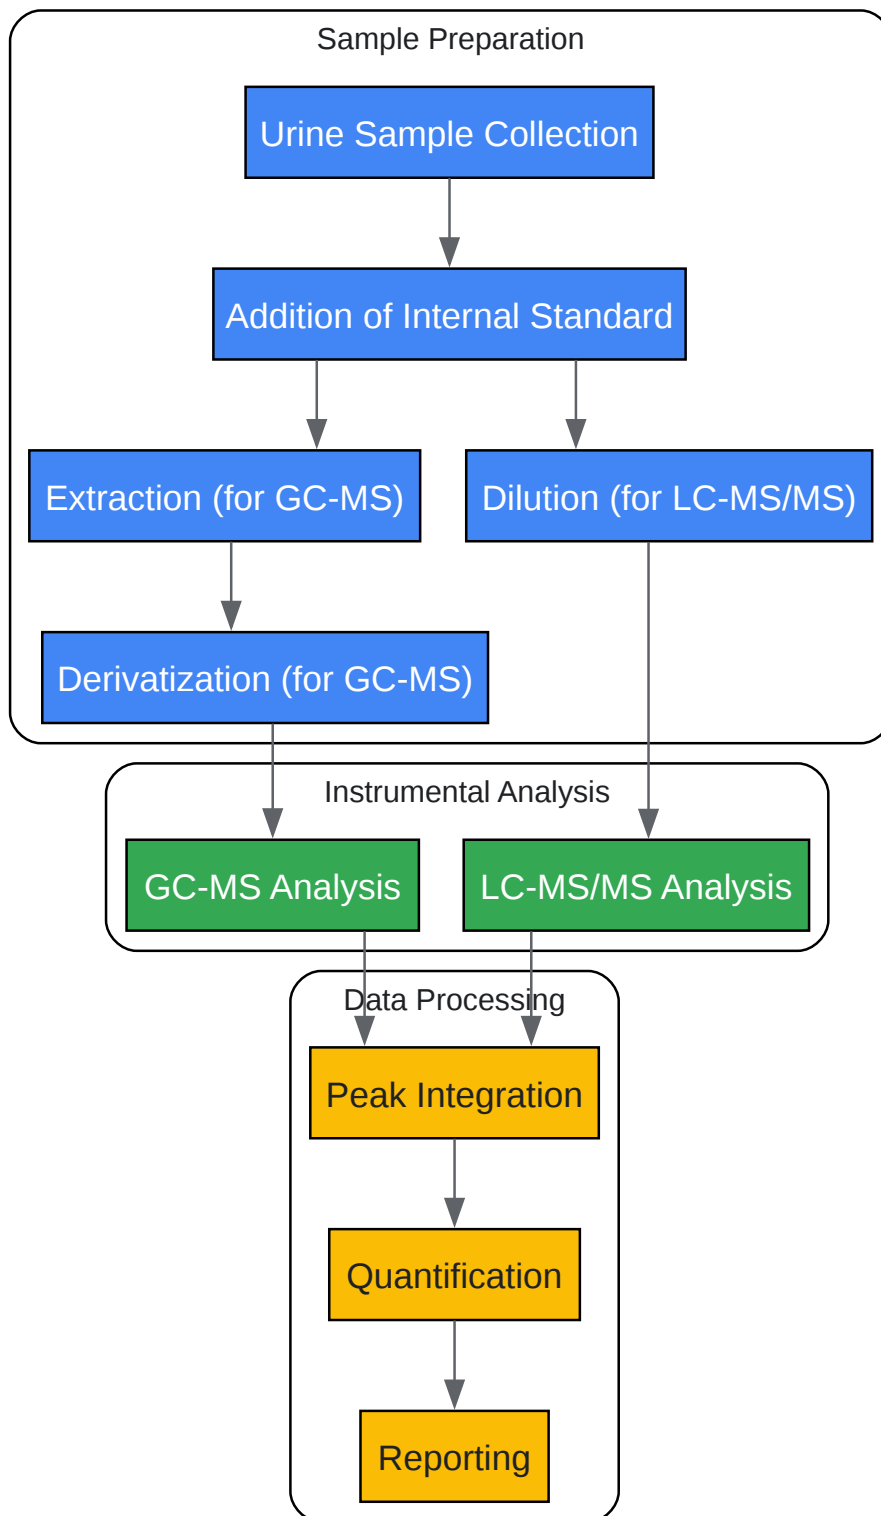 Sample Preparation
Urine Sample Collection
Addition of Internal Standard
Extraction (for GC-MS)
Dilution (for LC-MS/MS)
Derivatization (for GC-MS)
Instrumental Analysis
GC-MS Analysis
LC-MS/MS Analysis
Data Processing
Peak Integration
Quantification
Reporting